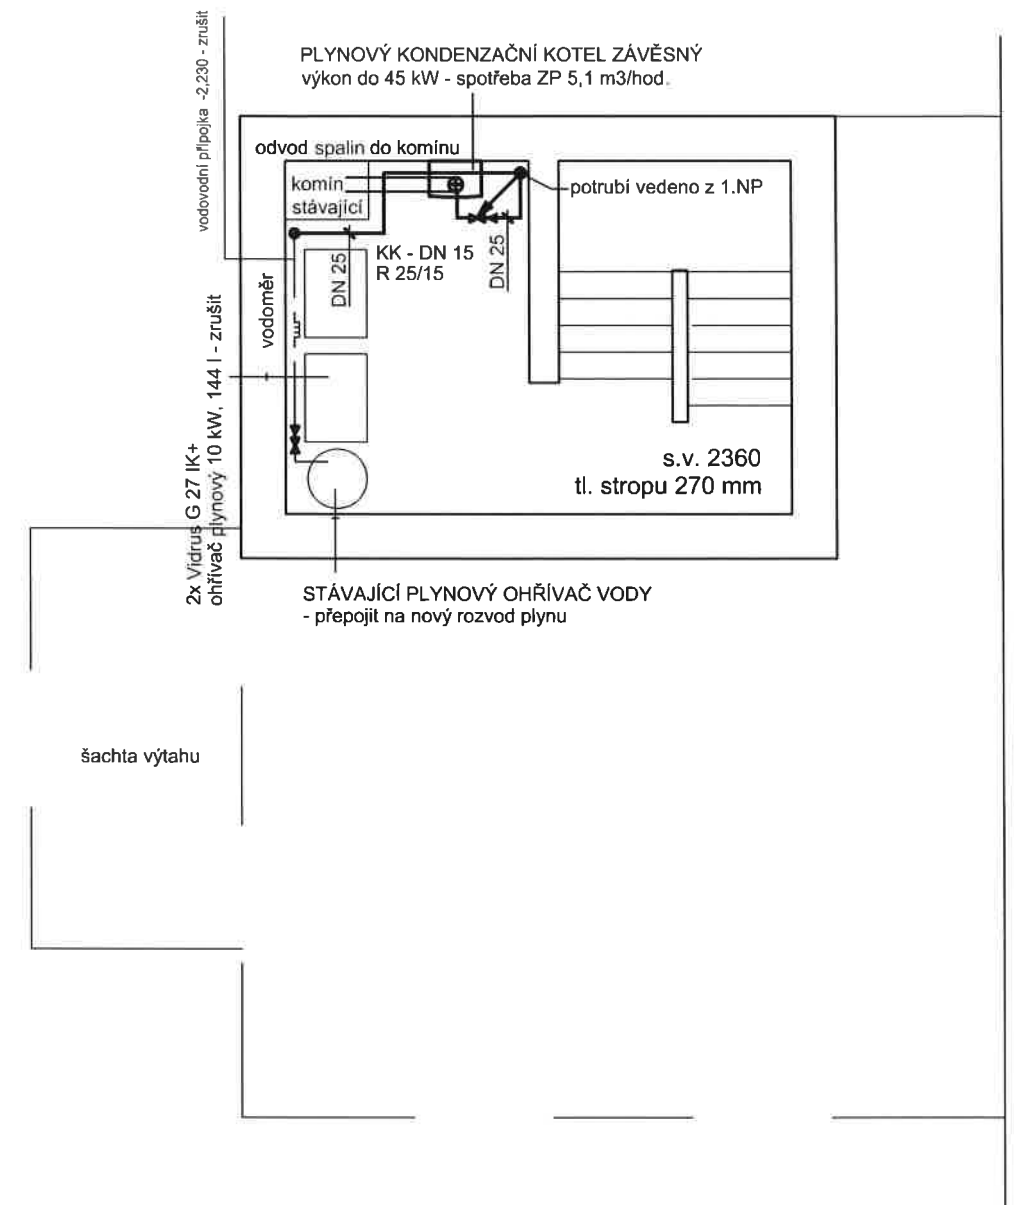 vodovodní přípojka -2,230 - zrušit
PLYNOVÝ KONDENZAČNÍ KOTEL ZÁVĚSNÝ
výkon do 45 kW - spotřeba ZP 5,1 m3/hod.
odvod spalin do komínu
komín
stávající
potrubí vedeno z 1.NP
KK - DN 15
R 25/15
DN 25
DN 25
vodoměr
2x Vidrus G 27 IK+
ohřívač plynový 10 kW, 144 l - zrušit
s.v. 2360
tl. stropu 270 mm
STÁVAJÍCÍ PLYNOVÝ OHŘÍVAČ VODY
- přepojit na nový rozvod plynu
šachta výtahu